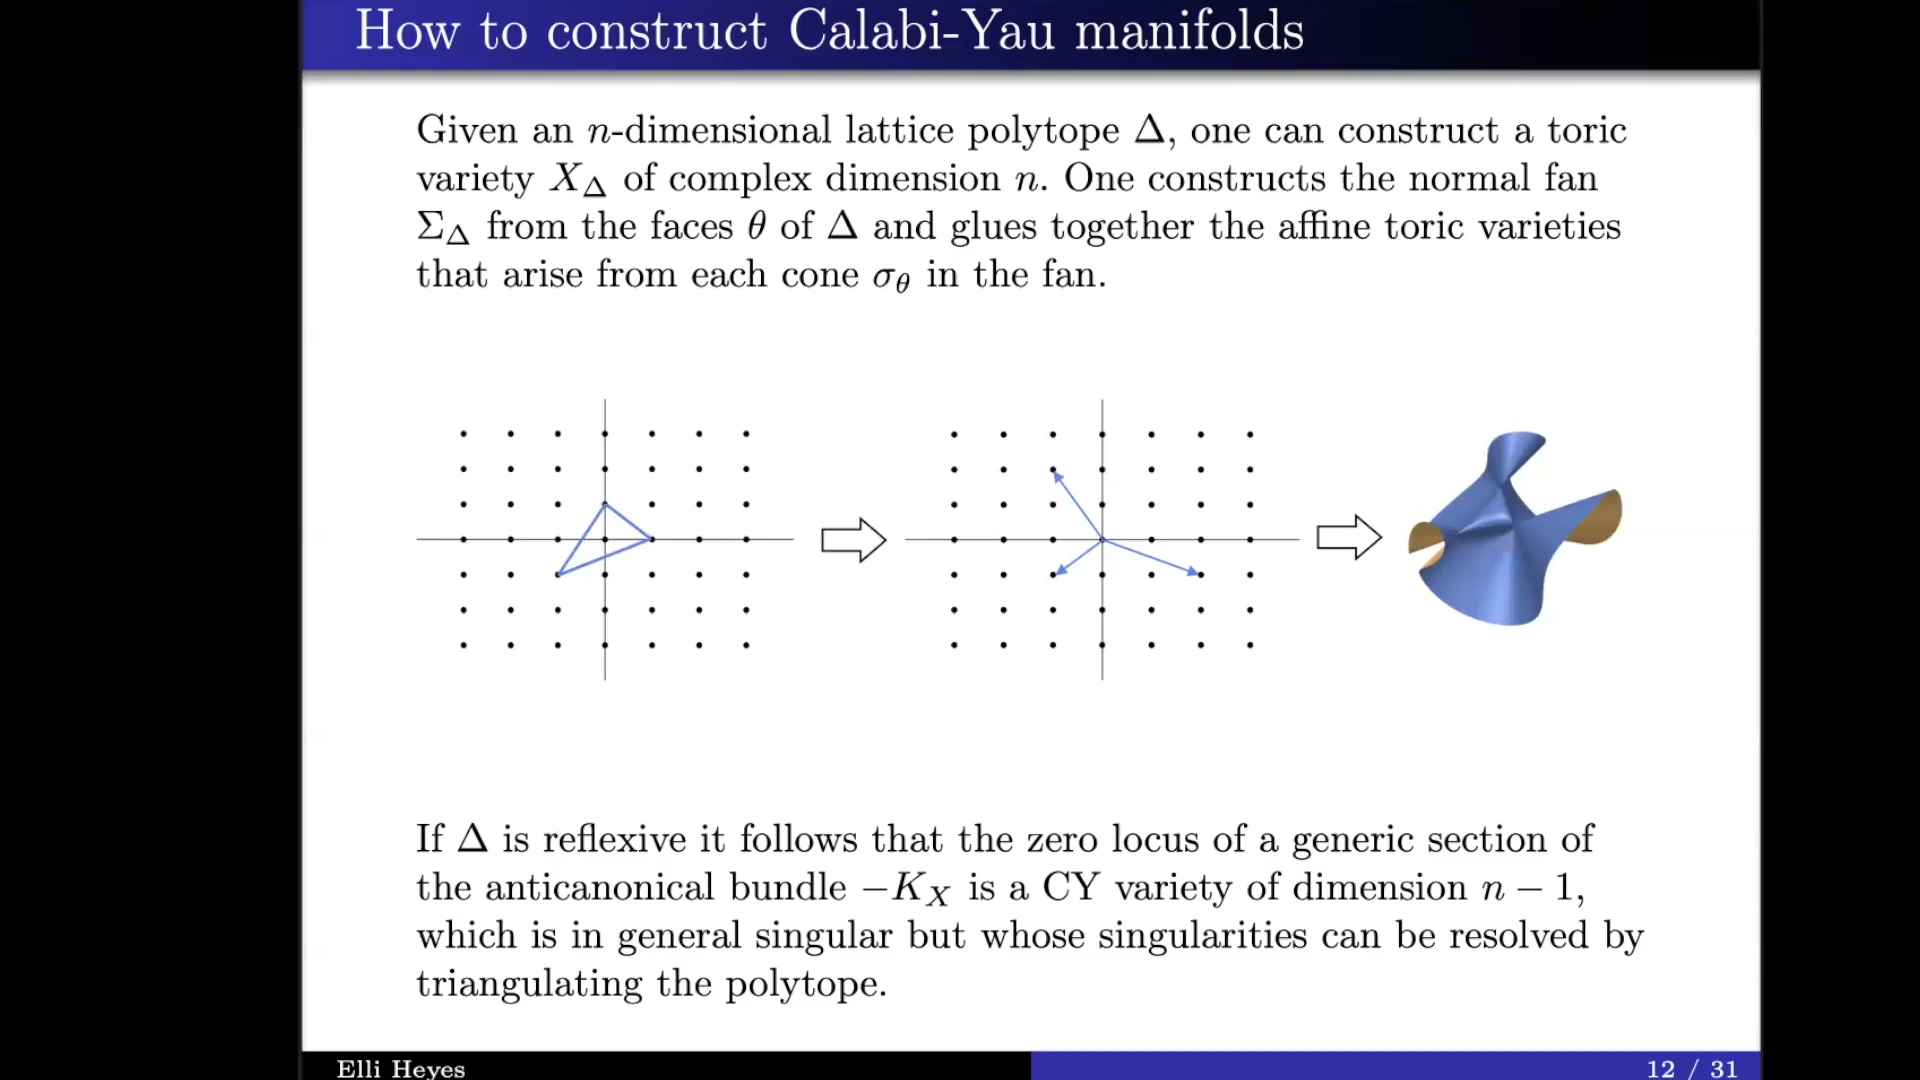 How to construct Calabi-Yau manifolds
Given an n-dimensional lattice polytope Δ, one can construct a toric
variety X_Δ of complex dimension n. One constructs the normal fan
Σ_Δ from the faces θ of Δ and glues together the affine toric varieties
that arise from each cone σ_θ in the fan.
If Δ is reflexive it follows that the zero locus of a generic section of
the anticanonical bundle −K_X is a CY variety of dimension n − 1,
which is in general singular but whose singularities can be resolved by
triangulating the polytope.
Elli Heyes
12 / 31